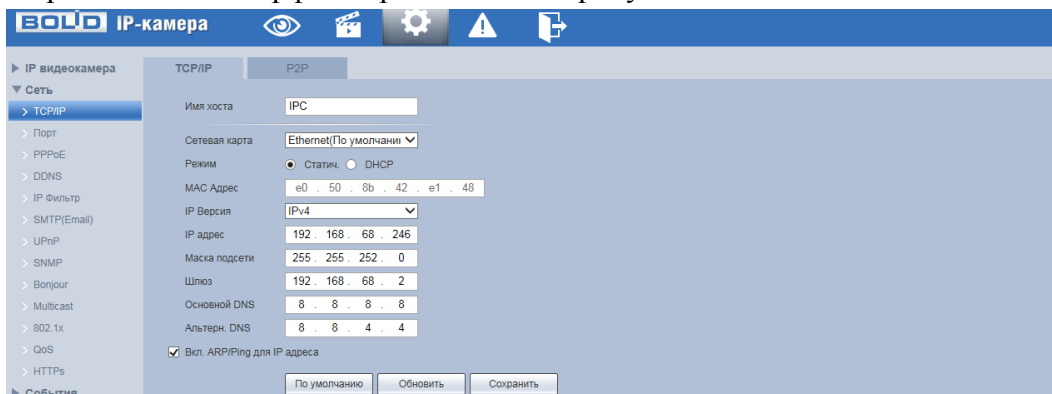 BOLID IP-камера
IP видеокамера
Сеть
TCP/IP
Порт
PPPoE
DDNS
IP Фильтр
SMTP(Email)
UPnP
SNMP
Bonjour
Multicast
802.1x
QoS
HTTPs
События
TCP/IP P2P
Имя хоста IPC
Сетевая карта Ethernet(По умолчани
Режим Статич. DHCP
MAC Адрес e0 . 50 . 8b . 42 . e1 . 48
IP Версия IPv4
IP адрес 192 . 168 . 68 . 246
Маска подсети 255 . 255 . 252 . 0
Шлюз 192 . 168 . 68 . 2
Основной DNS 8 . 8 . 8 . 8
Альтерн. DNS 8 . 8 . 4 . 4
Вкл. ARP/Ping для IP адреса
По умолчанию Обновить Сохранить